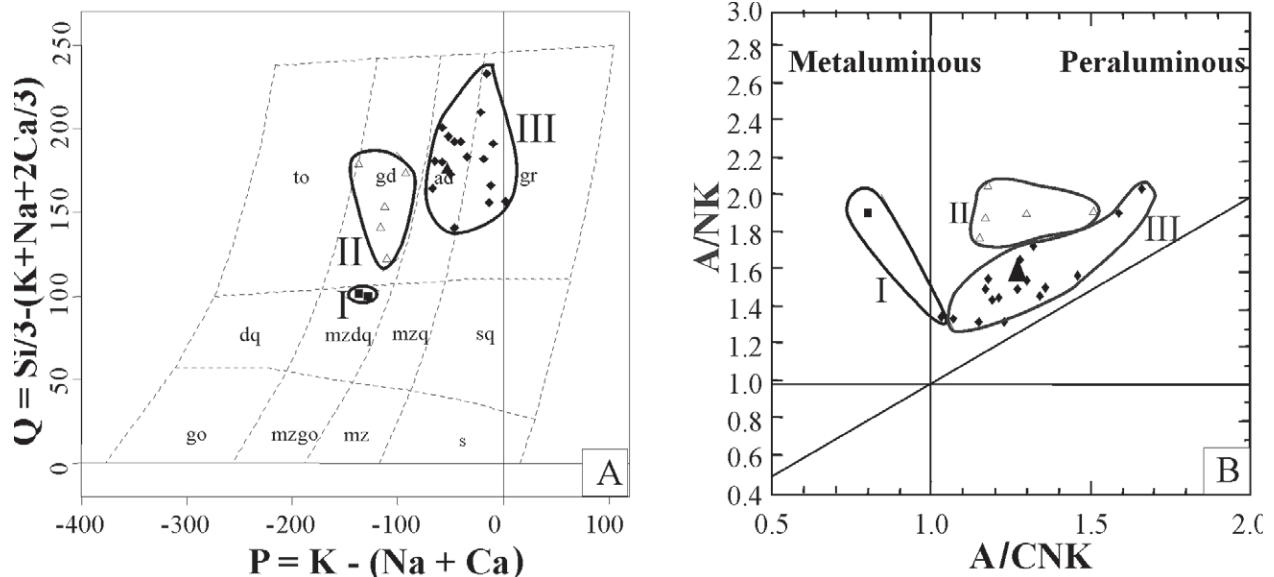 Q = Si/3-(K+Na+2Ca/3)
250
200
150
100
50
0
to
gd
ad
gr
III
II
I
dq
mzdq
mzq
sq
go
mzgo
mz
s
A
-400
-300
-200
-100
0
100
P = K - (Na + Ca)
B
A/NK
3.0
2.8
2.6
2.4
2.2
2.0
1.8
1.6
1.4
1.2
1.0
0.8
0.6
0.4
Metaluminous
Peraluminous
II
III
I
B
0.5
1.0
1.5
2.0
A/CNK